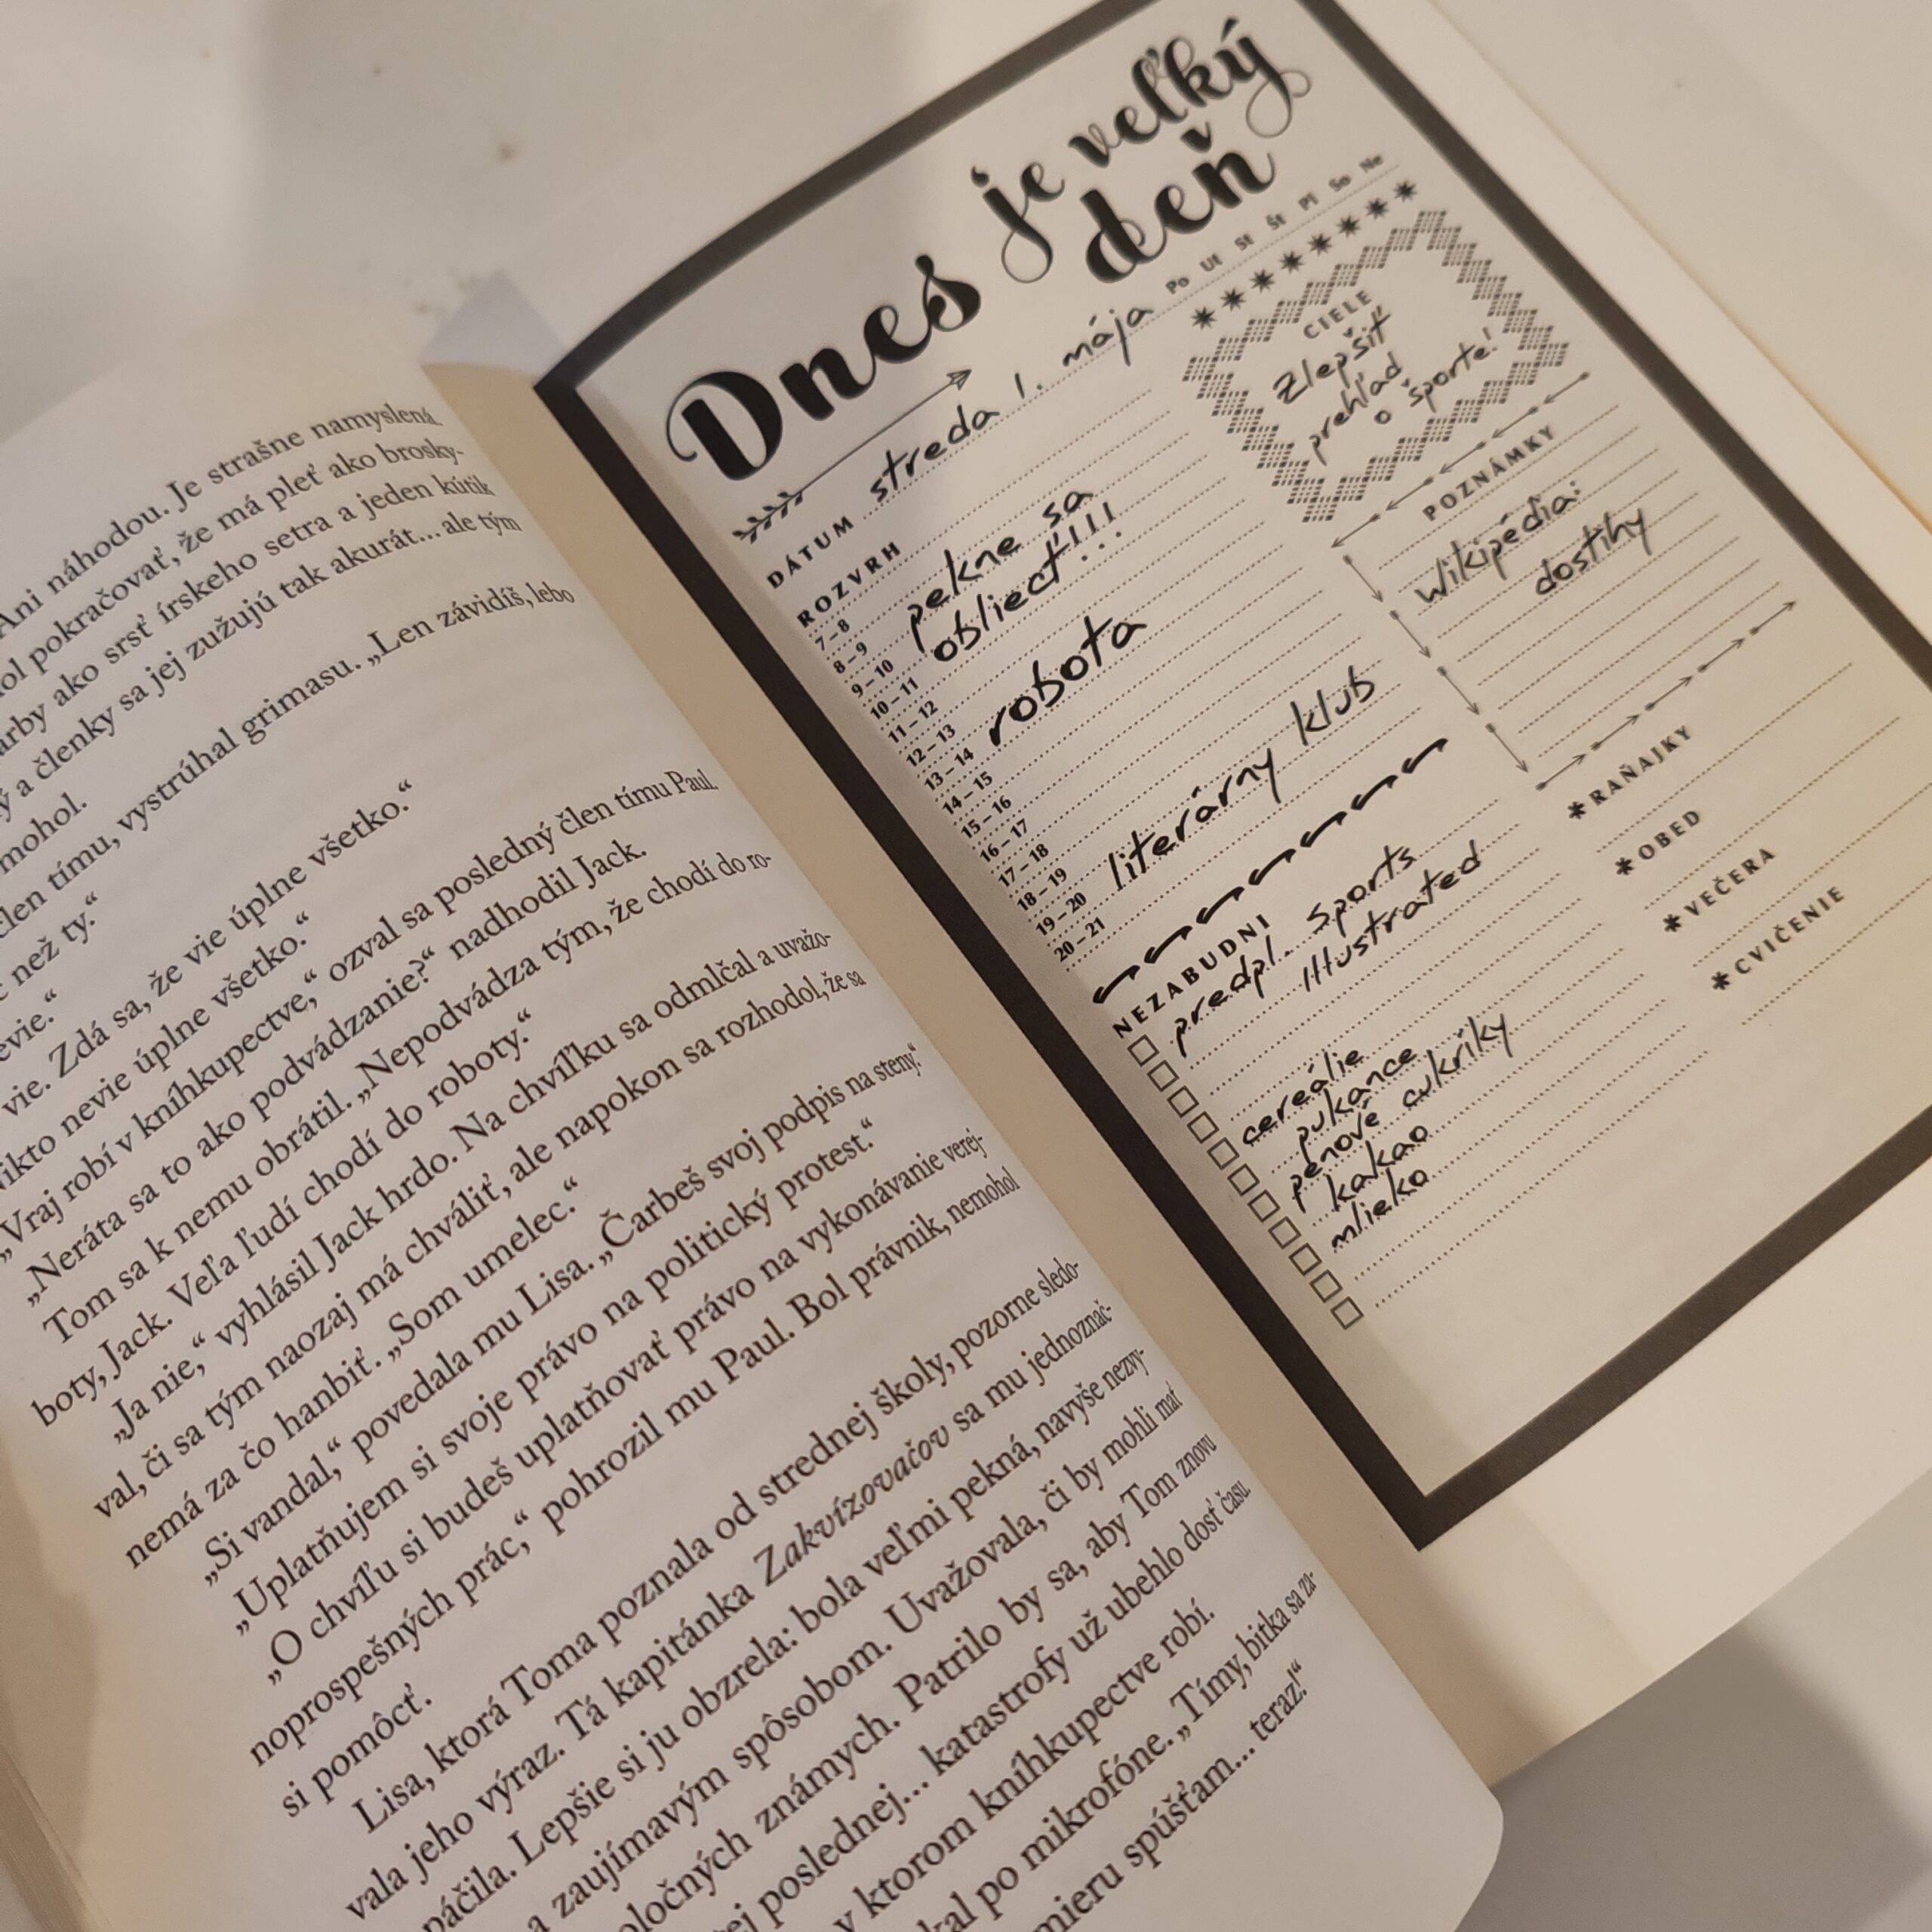 Ani náhodou. Je strašne namyslená.
pokračovať, že má pleť ako brosky-
ako srsť írskeho setra a jeden kútik
a členky sa jej zužujú tak akurát... ale tým
mohol.
člen tímu, vystrúhal grimasu. „Len závidíš, lebo
než ty.“
vie. Zdá sa, že vie úplne všetko.“
Nikto nevie úplne všetko.“
„Vraj robí v kníhkupectve,“ ozval sa posledný člen tímu Paul.
„Neráta sa to ako podvádzanie?“ nadhodil Jack.
Tom sa k nemu obrátil. „Nepodvádza tým, že chodí do ro-
boty, Jack. Veľa ľudí chodí do roboty.“
„Ja nie,“ vyhlásil Jack hrdo. Na chvíľku sa odmlčal a uvažo-
val, či sa tým naozaj má chváliť, ale napokon sa rozhodol, že sa
nemá za čo hanbiť. „Som umelec.“
„Si vandal,“ povedala mu Lisa. „Čarbeš svoj podpis na steny.“
„Uplatňujem si svoje právo na politický protest.“
„O chvíľu si budeš uplatňovať právo na vykonávanie verej-
noprospešných prác,“ pohrozil mu Paul. Bol právnik, nemohol
si pomôcť.
Lisa, ktorá Toma poznala od strednej školy, pozorne sledo-
vala jeho výraz. Tá kapitánka Zakvízovačov sa mu jednoznač-
páčila. Lepšie si ju obzrela: bola veľmi pekná, navyše nezvy-
a zaujímavým spôsobom. Uvažovala, či by mohli mať
známych. Patrilo by sa, aby Tom znovu
poslednej... katastrofy už ubehlo dosť času.
v ktorom kníhkupectve robí.
po mikrofóne. „Tímy, bitka sa za-
spúšťam... teraz!“
Dnes je veľký
deň
DÁTUM streda 1. mája
Po Ut St Št Pi So Ne
ROZVRH
7–8
8–9 pekne sa
9–10 obliecť!!!
10–11
11–12
12–13 robota
13–14
14–15
15–16
16–17
17–18
18–19
19–20 literárny klub
20–21
NEZABUDNI
predpl. Sports
Illustrated
cereálie
pukance
penové cukríky
kakao
mlieko
CIELE
Zlepšiť
prehľad
o športe!
POZNÁMKY
Wikipédia:
dostihy
*RAŇAJKY
*OBED
*VEČERA
*CVIČENIE